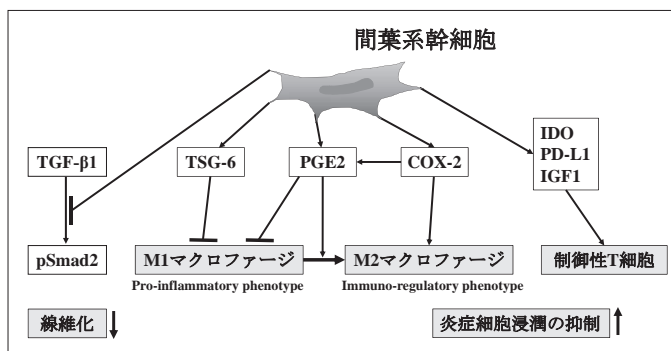 間葉系幹細胞
TGF-β1
TSG-6
PGE2
COX-2
IDO
PD-L1
IGF1
pSmad2
M1マクロファージ
M2マクロファージ
制御性T細胞
Pro-inflammatory phenotype
Immuno-regulatory phenotype
線維化
炎症細胞浸潤の抑制